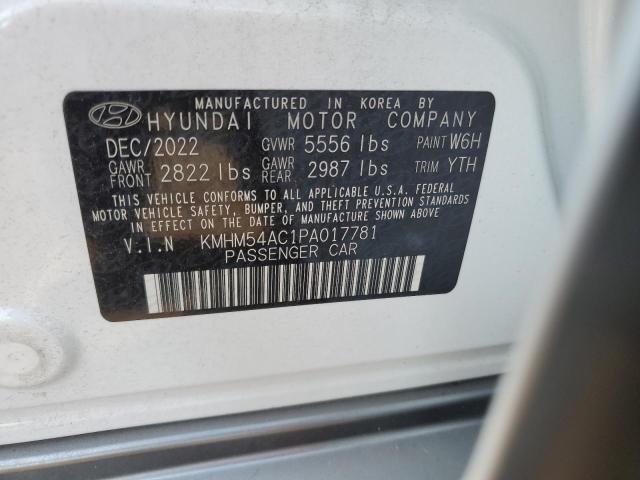 MANUFACTURED IN KOREA BY
HYUNDAI MOTOR COMPANY
DEC/2022 GVWR 5556 lbs PAINT W6H
GAWR FRONT 2822 lbs GAWR REAR 2987 lbs TRIM YTH
THIS VEHICLE CONFORMS TO ALL APPLICABLE U.S.A. FEDERAL
MOTOR VEHICLE SAFETY, BUMPER, AND THEFT PREVENTION STANDARDS
IN EFFECT ON THE DATE OF MANUFACTURE SHOWN ABOVE.
V.I.N KMHM54AC1PA017781
PASSENGER CAR